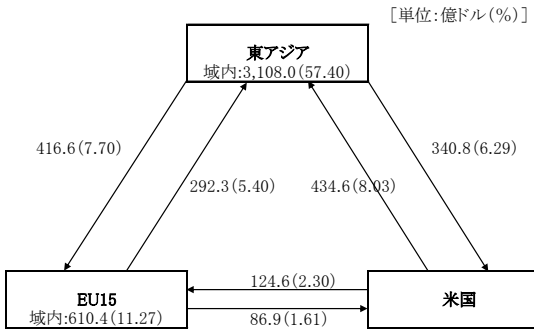 [単位:億ドル(%)]
東アジア
域内:3,108.0(57.40)
416.6(7.70)
340.8(6.29)
292.3(5.40)
434.6(8.03)
124.6(2.30)
EU15
域内:610.4(11.27)
米国
86.9(1.61)